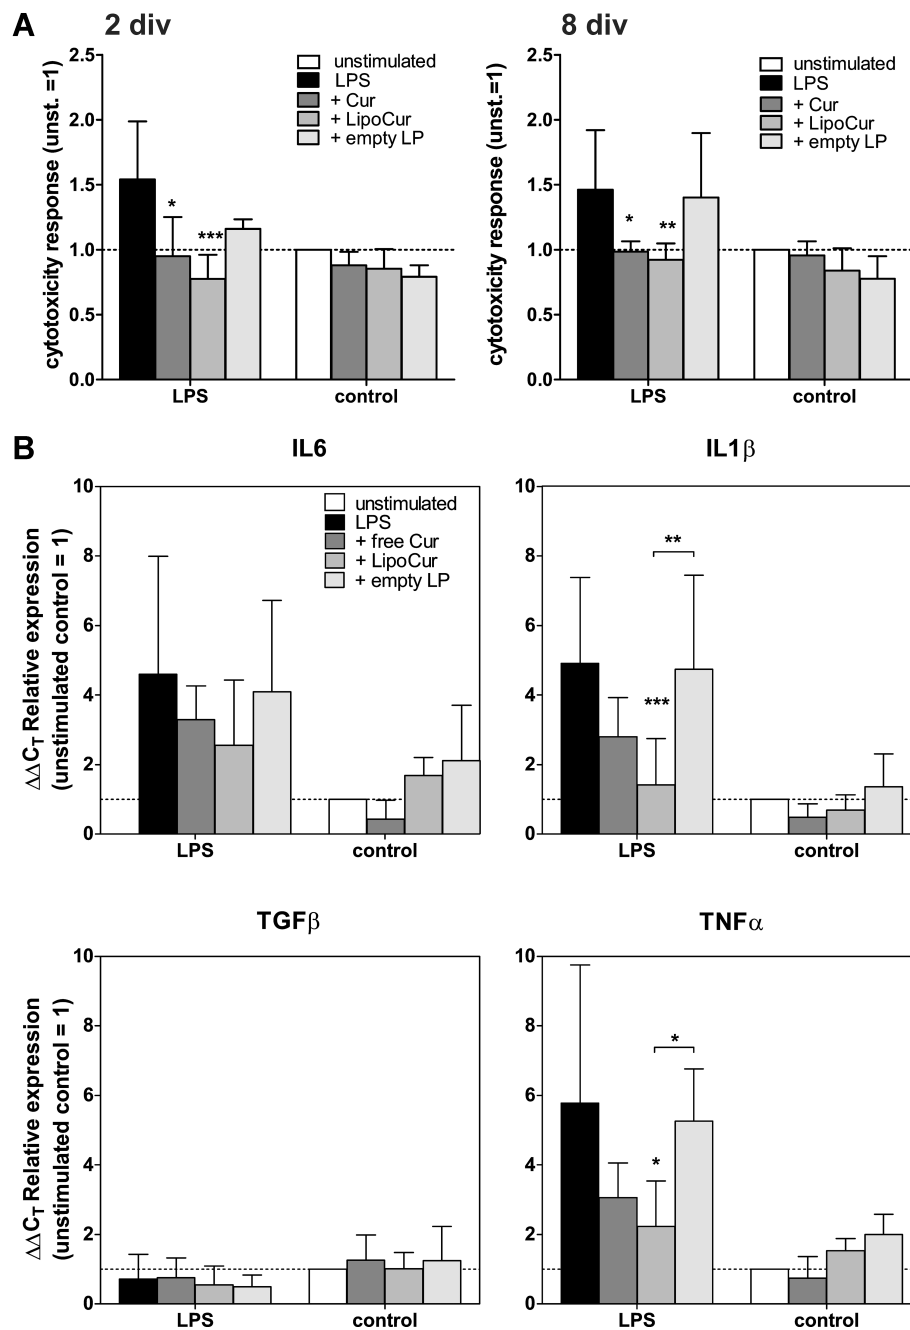 A
2 div
8 div
cytotoxicity response (unst. =1)
2.5
2.0
1.5
1.0
0.5
0.0
unstimulated
LPS
+ Cur
+ LipoCur
+ empty LP
*
***
LPS
control
cytotoxicity response (unst.=1)
2.5
2.0
1.5
1.0
0.5
0.0
unstimulated
LPS
+ Cur
+ LipoCur
+ empty LP
*
**
LPS
control
B
IL6
ΔΔCT Relative expression
(unstimulated control = 1)
10
8
6
4
2
0
unstimulated
LPS
+ free Cur
+ LipoCur
+ empty LP
LPS
control
IL1β
10
8
6
4
2
0
**
***
LPS
control
TGFβ
ΔΔCT Relative expression
(unstimulated control = 1)
10
8
6
4
2
0
LPS
control
TNFα
10
8
6
4
2
0
*
*
LPS
control